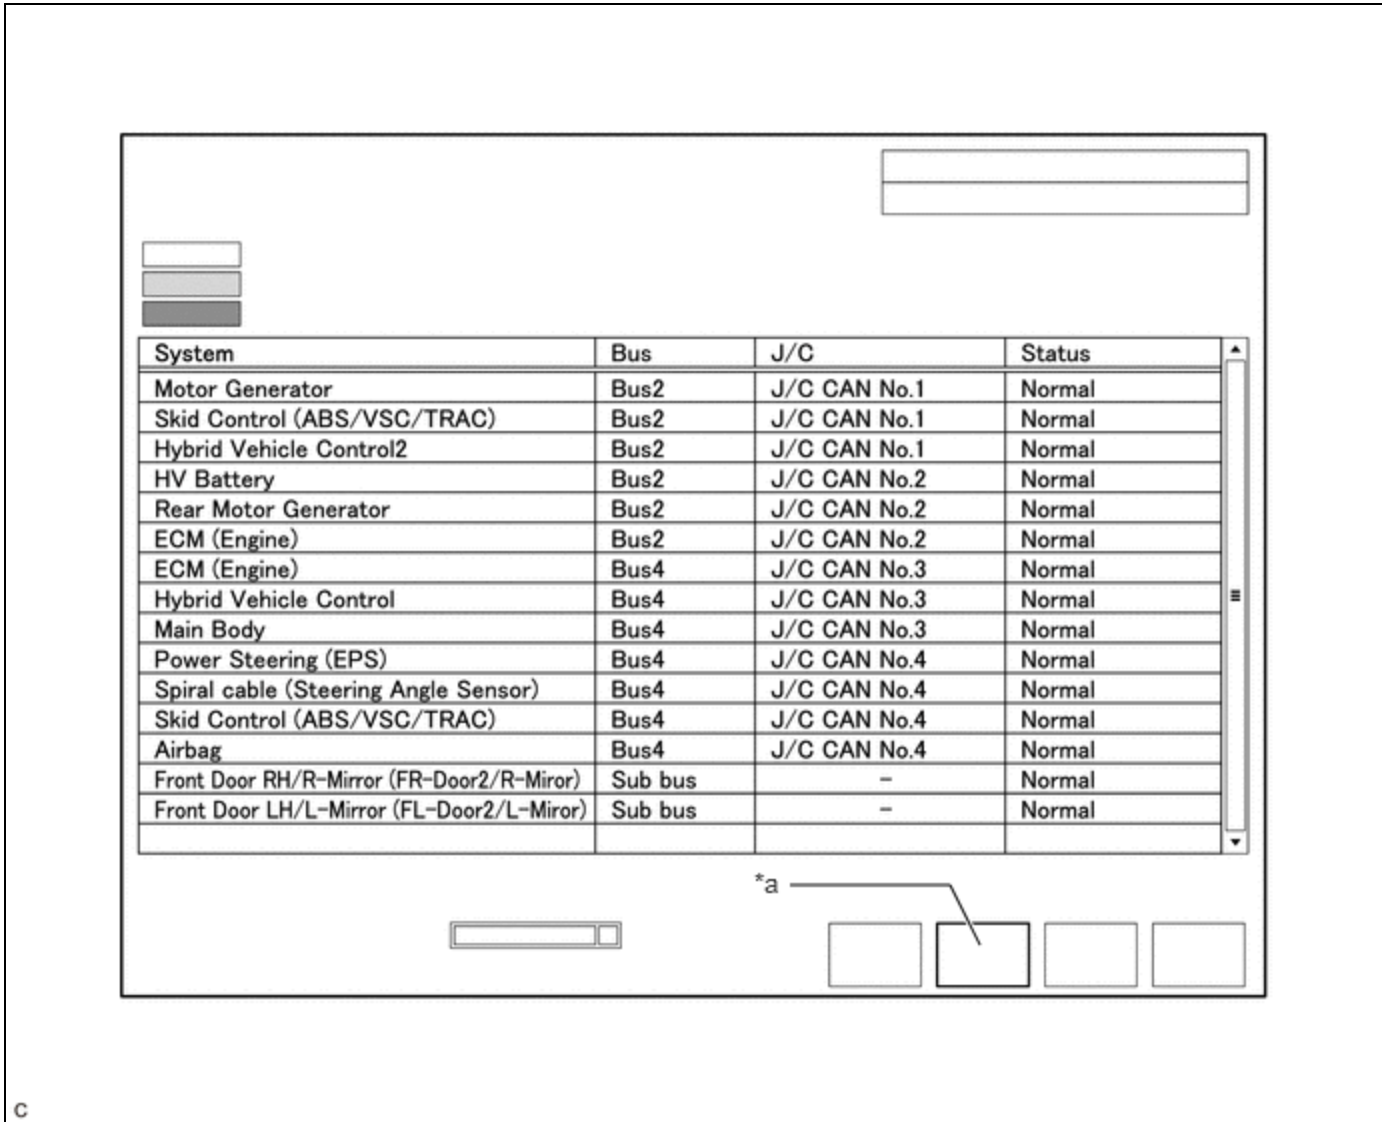 System Bus J/C Status
Motor Generator Bus2 J/C CAN No.1 Normal
Skid Control (ABS/VSC/TRAC) Bus2 J/C CAN No.1 Normal
Hybrid Vehicle Control2 Bus2 J/C CAN No.1 Normal
HV Battery Bus2 J/C CAN No.2 Normal
Rear Motor Generator Bus2 J/C CAN No.2 Normal
ECM (Engine) Bus2 J/C CAN No.2 Normal
ECM (Engine) Bus4 J/C CAN No.3 Normal
Hybrid Vehicle Control Bus4 J/C CAN No.3 Normal
Main Body Bus4 J/C CAN No.3 Normal
Power Steering (EPS) Bus4 J/C CAN No.4 Normal
Spiral cable (Steering Angle Sensor) Bus4 J/C CAN No.4 Normal
Skid Control (ABS/VSC/TRAC) Bus4 J/C CAN No.4 Normal
Airbag Bus4 J/C CAN No.4 Normal
Front Door RH/R-Mirror (FR-Door2/R-Miror) Sub bus - Normal
Front Door LH/L-Mirror (FL-Door2/L-Miror) Sub bus - Normal
*a
C